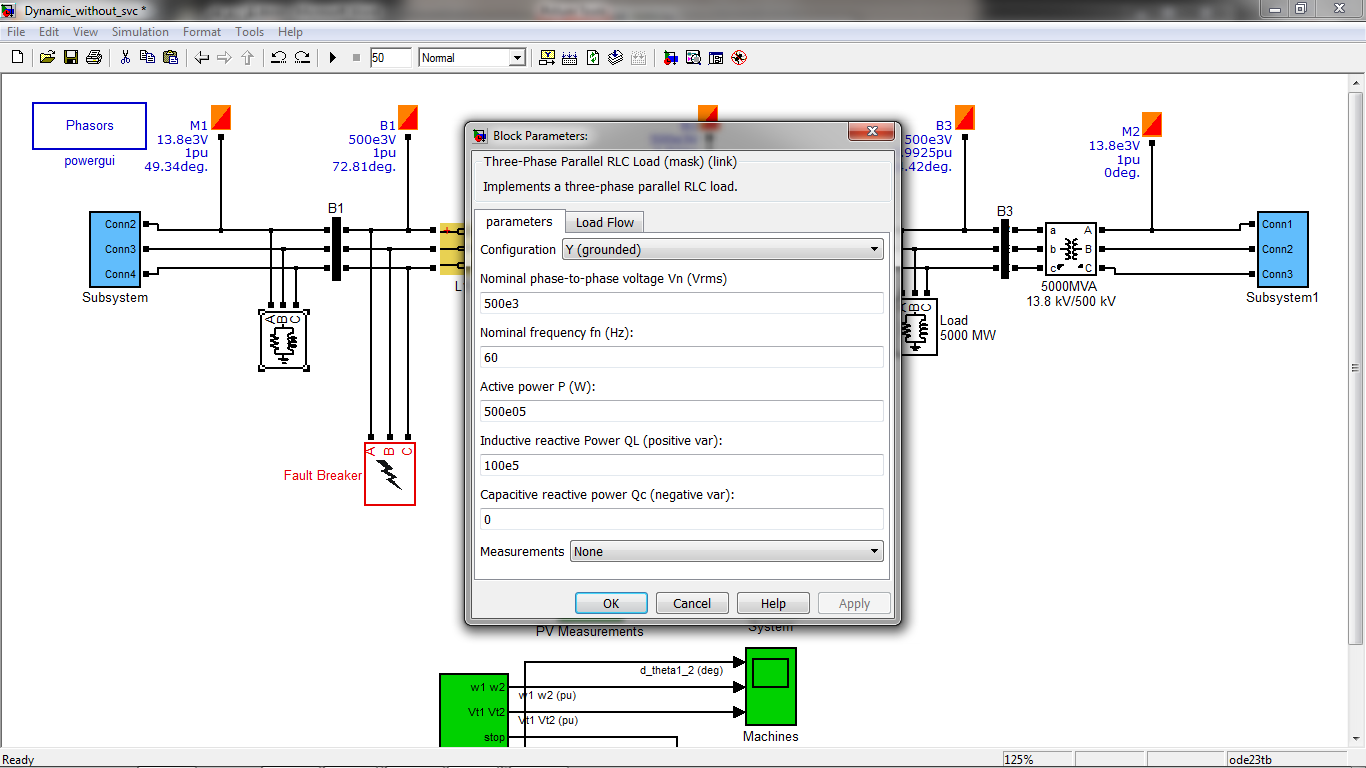 Dynamic_without_svc *
File Edit View Simulation Format Tools Help
50
Normal
Phasors
powergui
M1
13.8e3V
1pu
49.34deg.
B1
500e3V
1pu
72.81deg.
B3
500e3V
.9925pu
.42deg.
M2
13.8e3V
1pu
0deg.
Conn2
Conn3
Conn4
Subsystem
B1
A B C
A B C
Fault Breaker
B3
a A
b B
c C
5000MVA
13.8 kV/500 kV
Conn1
Conn2
Conn3
Subsystem1
A B C
Load
5000 MW
Block Parameters:
Three-Phase Parallel RLC Load (mask) (link)
Implements a three-phase parallel RLC load.
parameters Load Flow
Configuration Y (grounded)
Nominal phase-to-phase voltage Vn (Vrms)
500e3
Nominal frequency fn (Hz):
60
Active power P (W):
500e05
Inductive reactive Power QL (positive var):
100e5
Capacitive reactive power Qc (negative var):
0
Measurements None
OK Cancel Help Apply
PV Measurements
System
d_theta1_2 (deg)
w1 w2
w1 w2 (pu)
Vt1 Vt2
Vt1 Vt2 (pu)
stop
Machines
Ready
125%
ode23tb